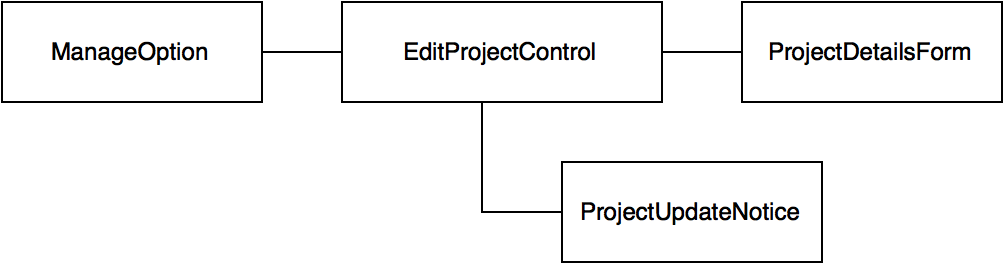 ManageOption
EditProjectControl
ProjectDetailsForm
ProjectUpdateNotice